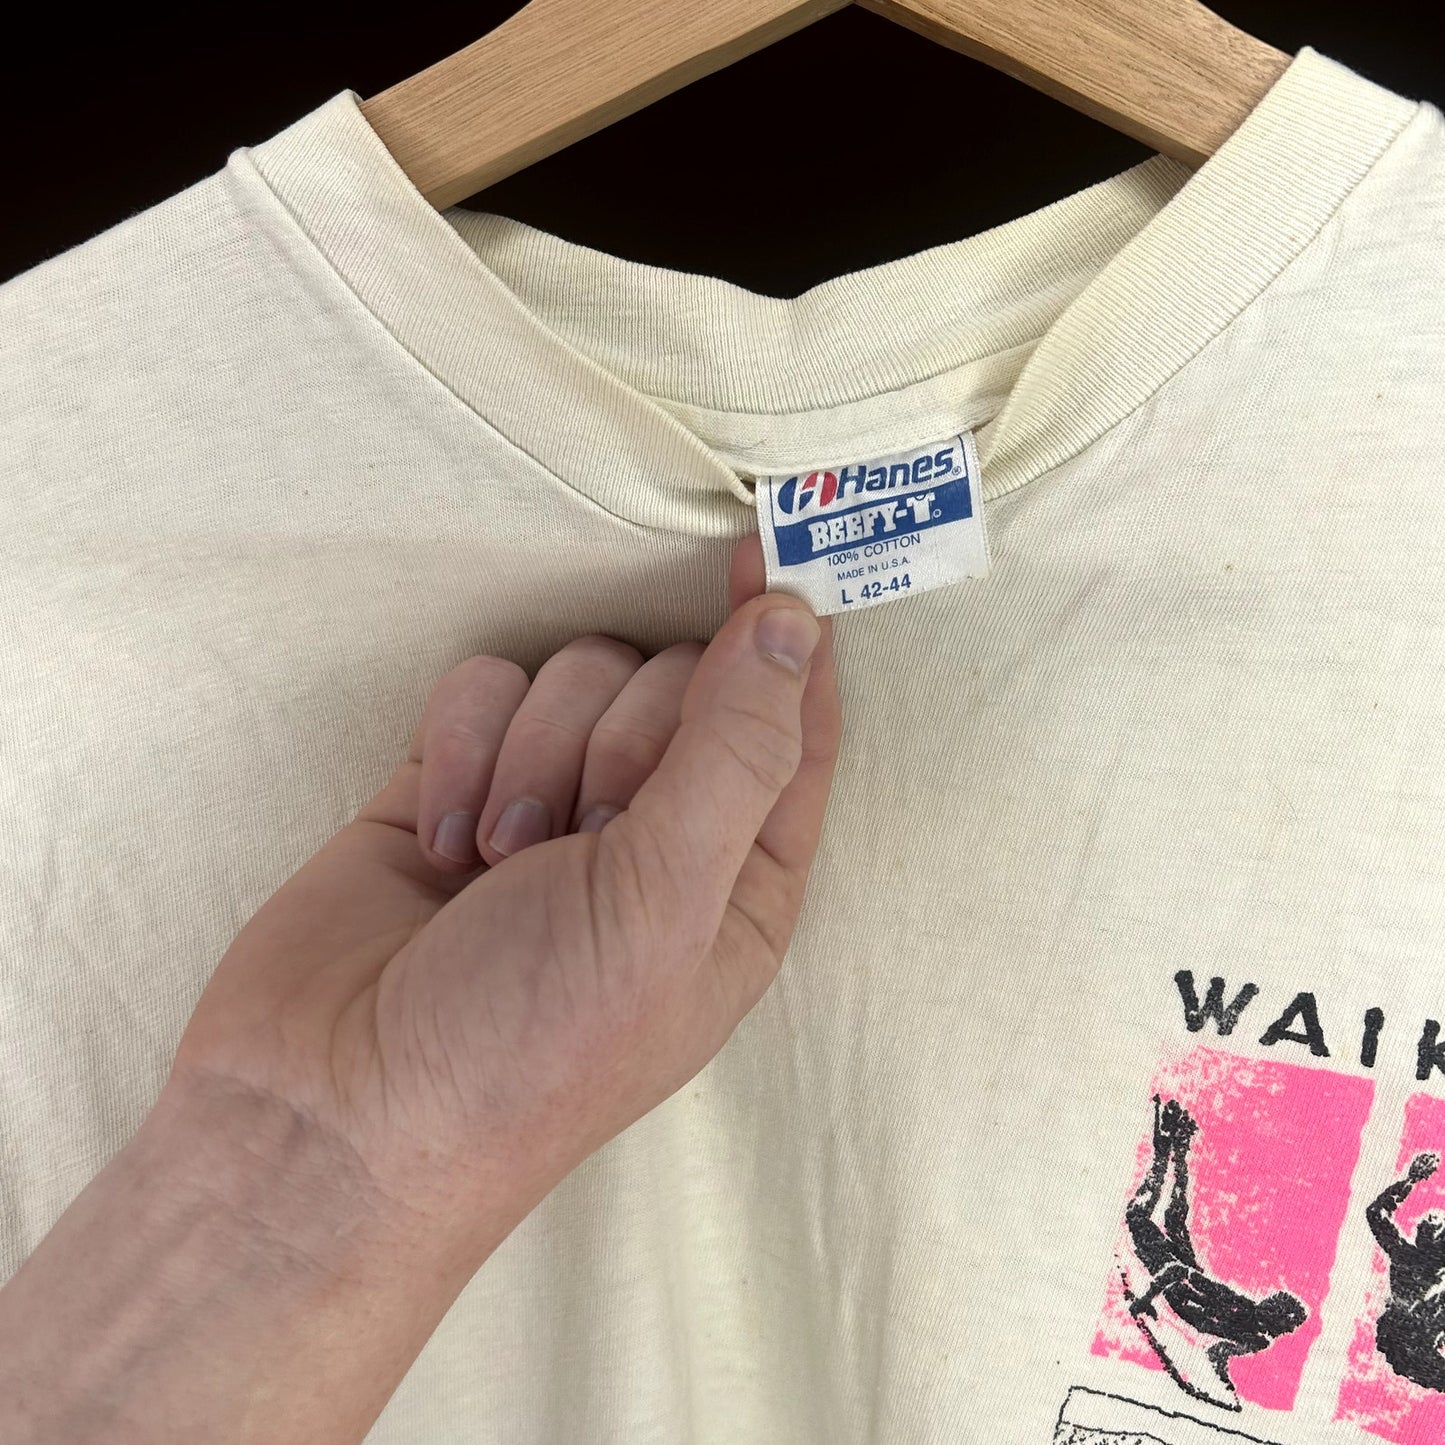 Hanes®
BEEFY-T®
100% COTTON
MADE IN U.S.A.
L 42-44
WAIK